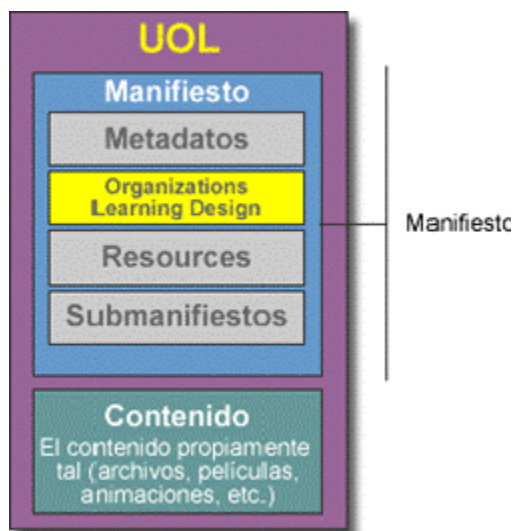 UOL
Manifiesto
Metadatos
Organizations
Learning Design
Resources
Submanifiestos
Manifiesto
Contenido
El contenido propiamente
tal (archivos, películas,
animaciones, etc.)